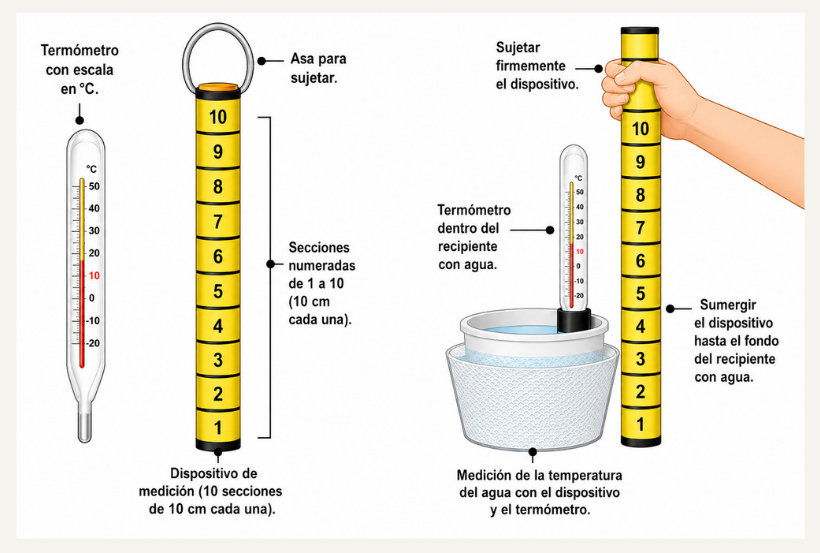 Termómetro
con escala
en °C.
°C
50
40
30
20
10
0
-10
-20
Asa para
sujetar.
10
9
8
7
6
5
4
3
2
1
Secciones
numeradas
de 1 a 10
(10 cm
cada una).
Dispositivo de
medición (10 secciones
de 10 cm cada una).
Sujetar
firmemente
el dispositivo.
Termómetro
dentro del
recipiente
con agua.
°C
50
40
30
20
10
0
-10
-20
10
9
8
7
6
5
4
3
2
1
Sumergir
el dispositivo
hasta el fondo
del recipiente
con agua.
Medición de la temperatura
del agua con el dispositivo
y el termómetro.